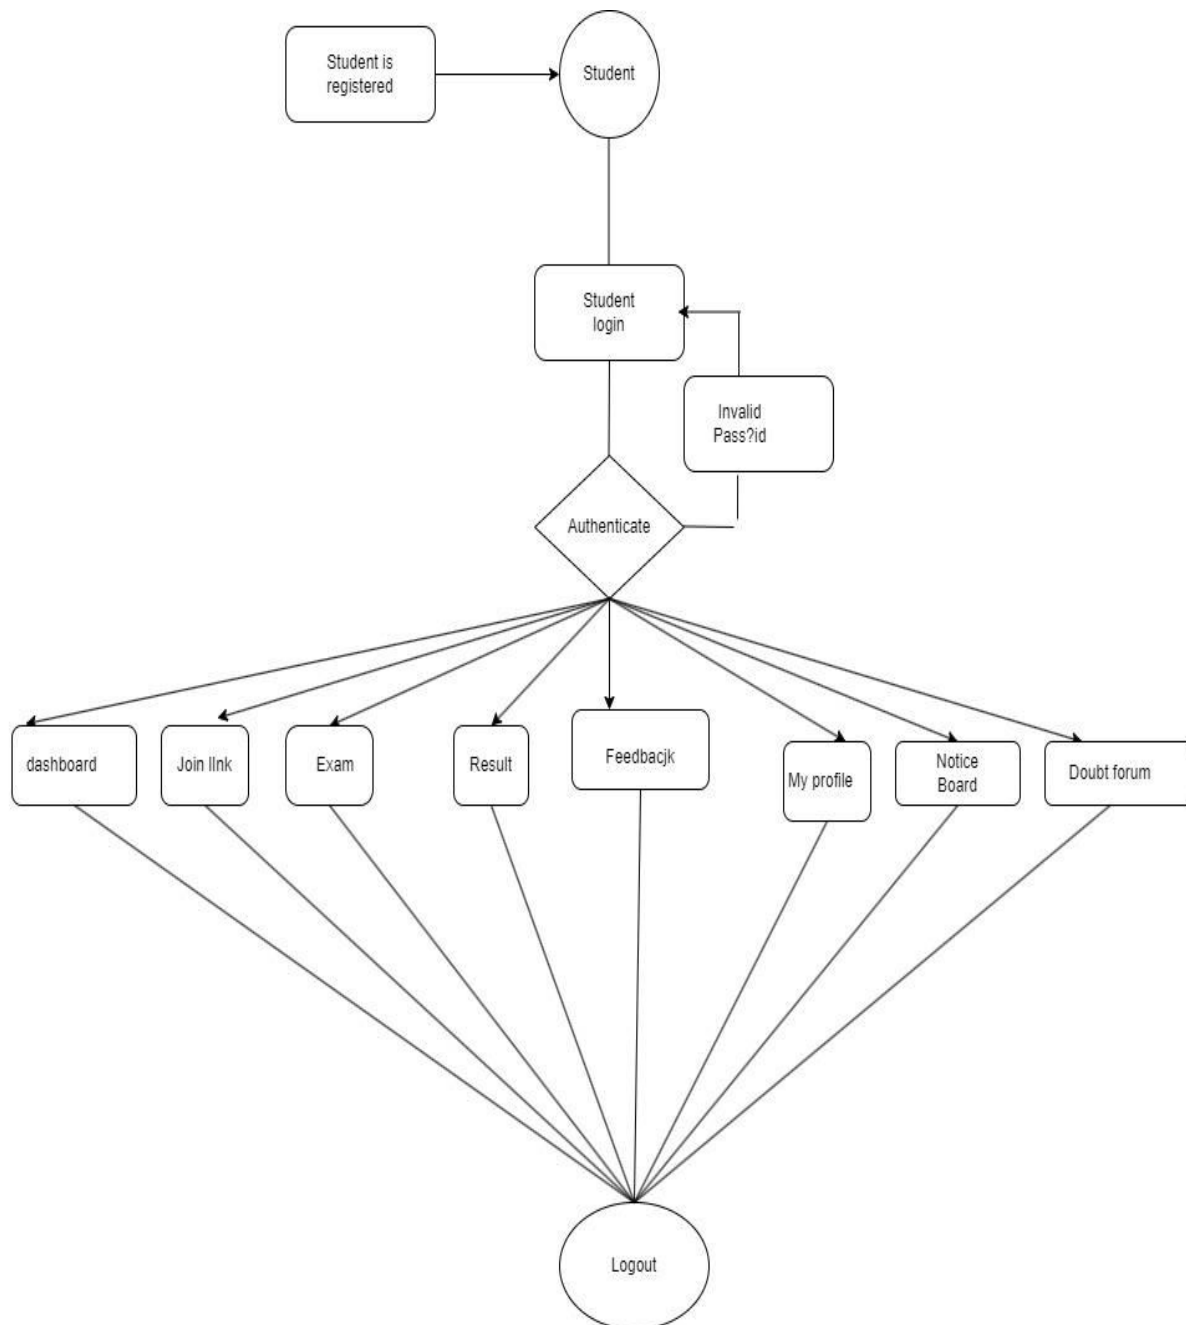 Student is
registered
Student
Student
login
Invalid
Pass?id
Authenticate
dashboard
Join lInk
Exam
Result
Feedbacjk
My profile
Notice
Board
Doubt forum
Logout